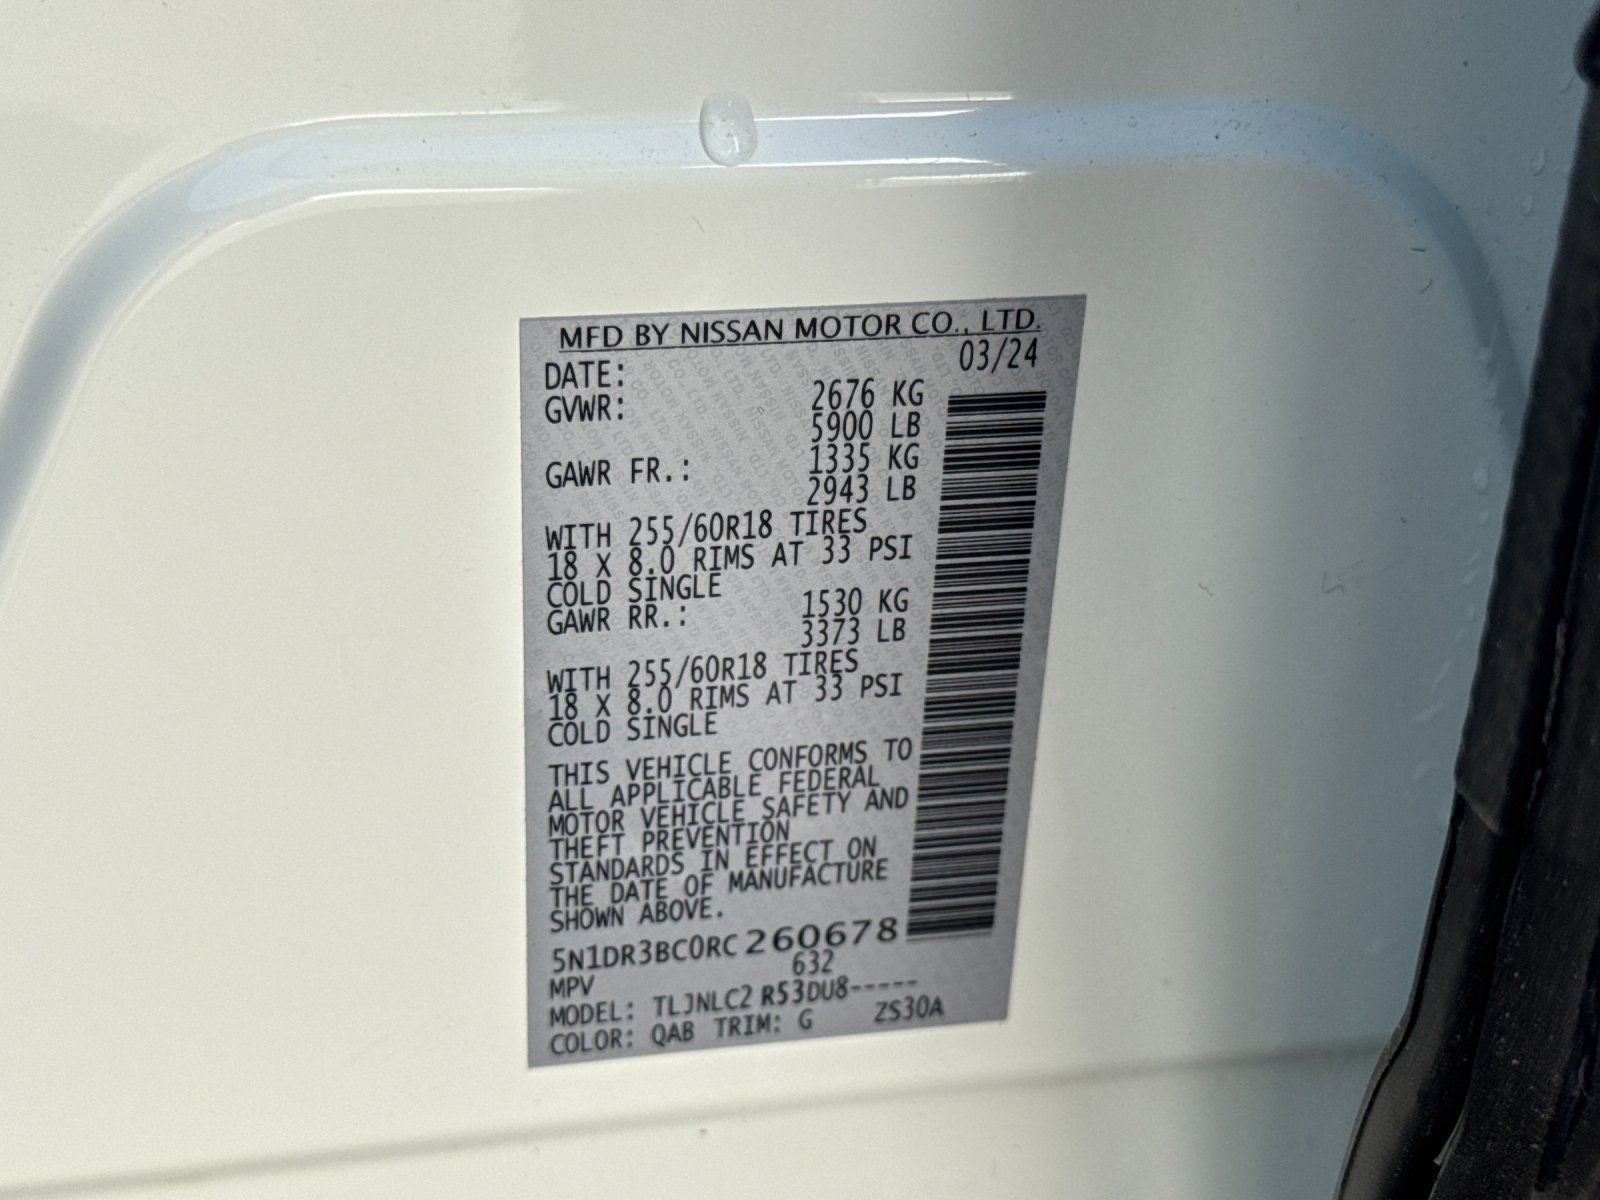 MFD BY NISSAN MOTOR CO., LTD.
DATE: 03/24
GVWR: 2676 KG
5900 LB
GAWR FR.: 1335 KG
2943 LB
WITH 255/60R18 TIRES
18 X 8.0 RIMS AT 33 PSI
COLD SINGLE
GAWR RR.: 1530 KG
3373 LB
WITH 255/60R18 TIRES
18 X 8.0 RIMS AT 33 PSI
COLD SINGLE
THIS VEHICLE CONFORMS TO
ALL APPLICABLE FEDERAL
MOTOR VEHICLE SAFETY AND
THEFT PREVENTION
STANDARDS IN EFFECT ON
THE DATE OF MANUFACTURE
SHOWN ABOVE.
5N1DR3BC0RC260678
MPV 632
MODEL: TLJNLC2 R53DU8-----
COLOR: QAB TRIM: G ZS30A